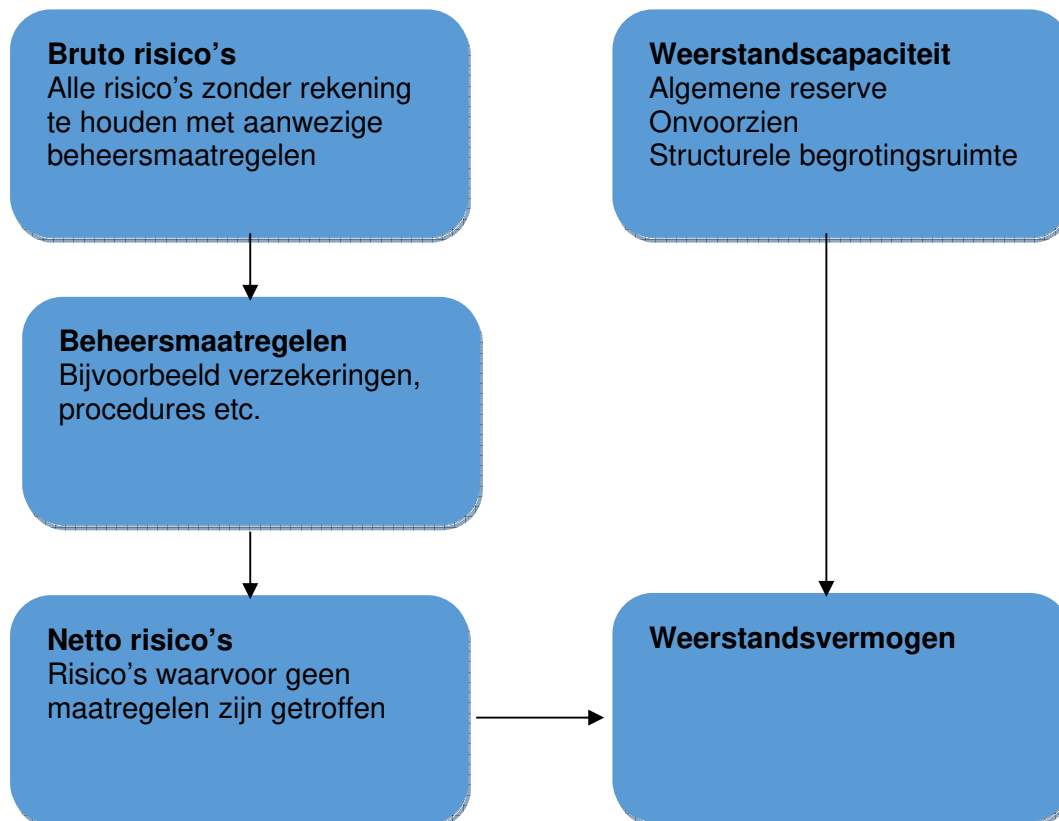 Bruto risico’s
Alle risico’s zonder rekening
te houden met aanwezige
beheersmaatregelen
Weerstandscapaciteit
Algemene reserve
Onvoorzien
Structurele begrotingsruimte
Beheersmaatregelen
Bijvoorbeeld verzekeringen,
procedures etc.
Netto risico’s
Risico’s waarvoor geen
maatregelen zijn getroffen
Weerstandsvermogen